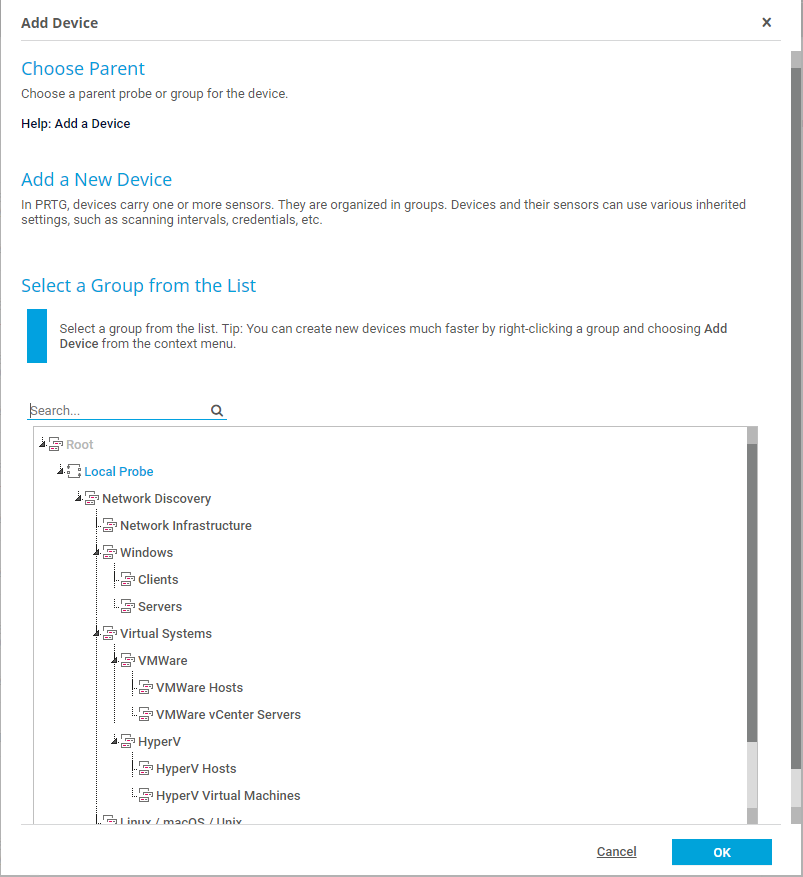 Add Device
Choose Parent
Choose a parent probe or group for the device.
Help: Add a Device
Add a New Device
In PRTG, devices carry one or more sensors. They are organized in groups. Devices and their sensors can use various inherited
settings, such as scanning intervals, credentials, etc.
Select a Group from the List
Select a group from the list. Tip: You can create new devices much faster by right-clicking a group and choosing Add
Device from the context menu.
Search...
Root
Local Probe
Network Discovery
Network Infrastructure
Windows
Clients
Servers
Virtual Systems
VMWare
VMWare Hosts
VMWare vCenter Servers
HyperV
HyperV Hosts
HyperV Virtual Machines
Linux / macOS / Unix
Cancel
OK